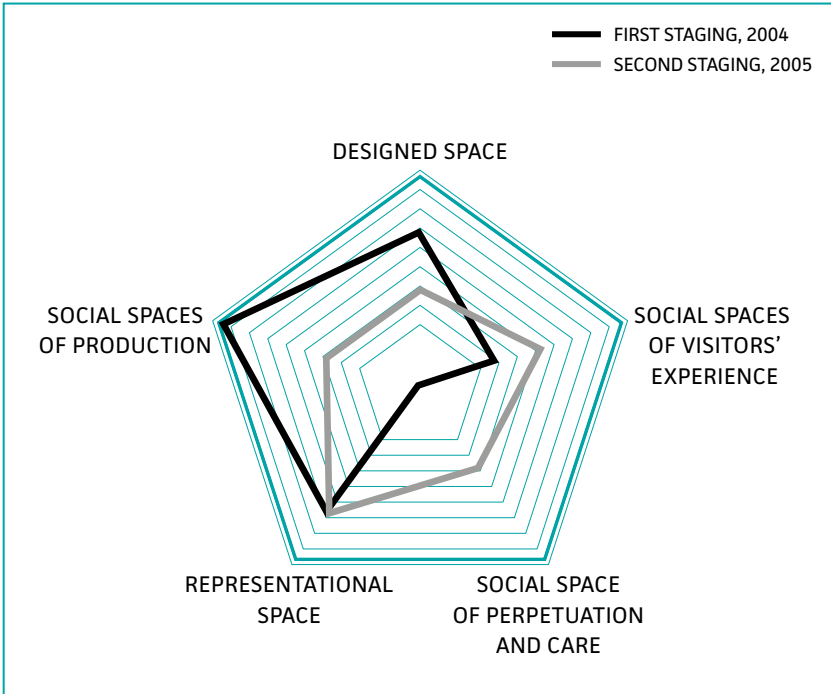 FIRST STAGING, 2004
SECOND STAGING, 2005
DESIGNED SPACE
SOCIAL SPACES
OF PRODUCTION
SOCIAL SPACES
OF VISITORS’
EXPERIENCE
REPRESENTATIONAL
SPACE
SOCIAL SPACE
OF PERPETUATION
AND CARE